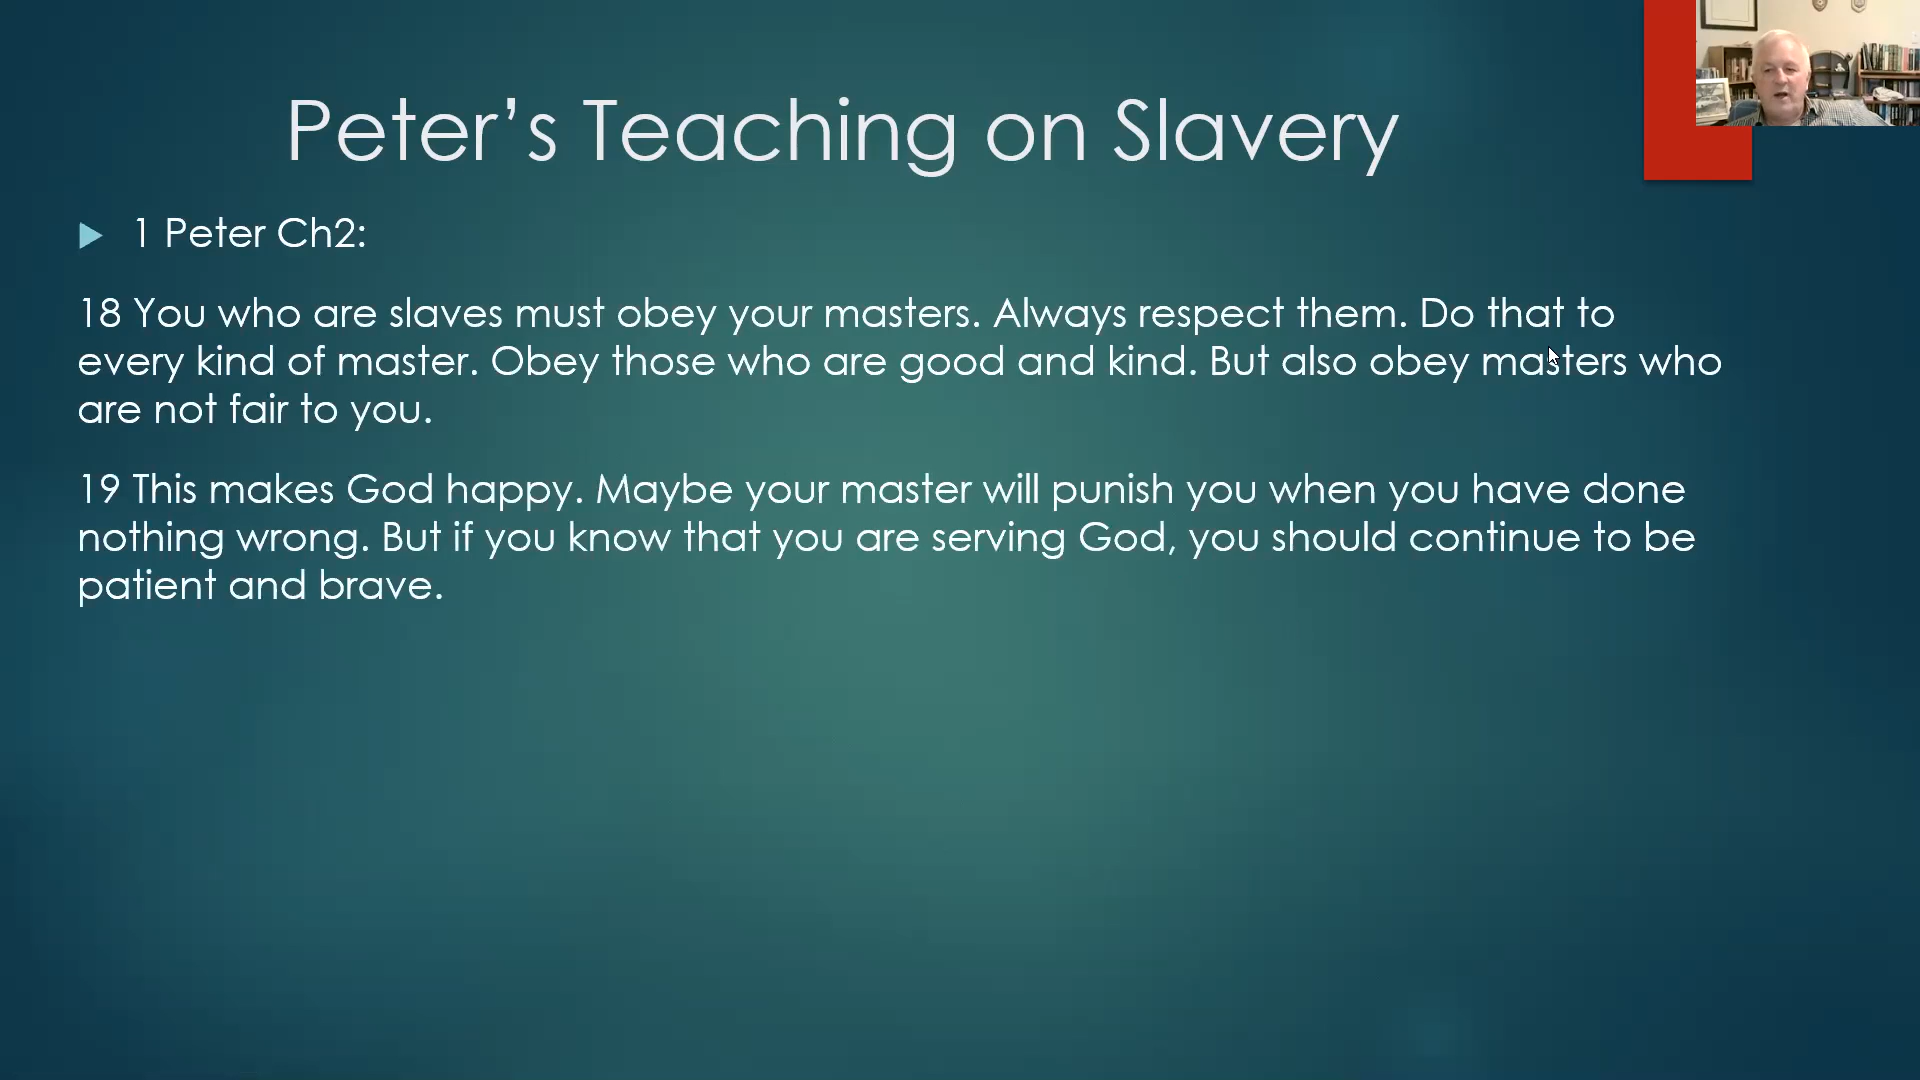 Peter’s Teaching on Slavery
1 Peter Ch2:
18 You who are slaves must obey your masters. Always respect them. Do that to
every kind of master. Obey those who are good and kind. But also obey masters who
are not fair to you.
19 This makes God happy. Maybe your master will punish you when you have done
nothing wrong. But if you know that you are serving God, you should continue to be
patient and brave.